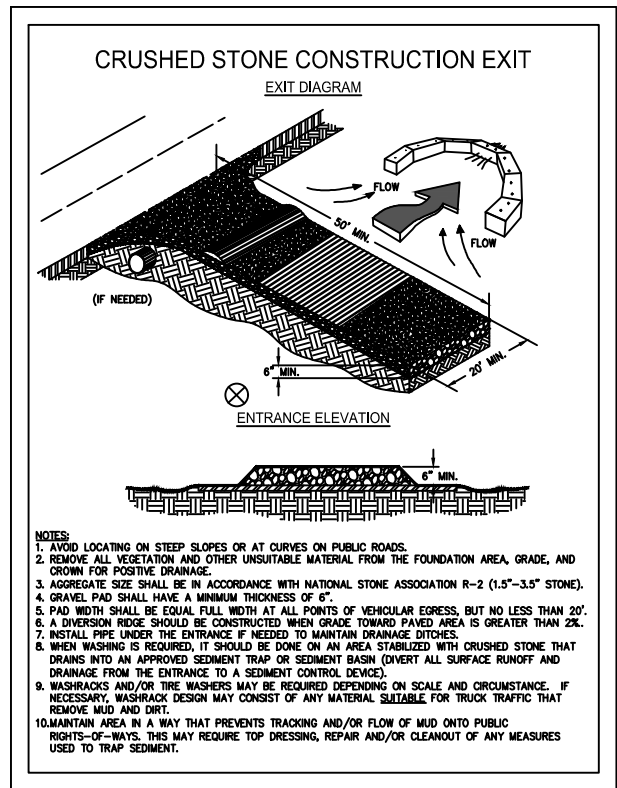 CRUSHED STONE CONSTRUCTION EXIT
EXIT DIAGRAM
FLOW
50' MIN.
FLOW
(IF NEEDED)
20' MIN.
6" MIN.
ENTRANCE ELEVATION
6" MIN.
NOTES:
1. AVOID LOCATING ON STEEP SLOPES OR AT CURVES ON PUBLIC ROADS.
2. REMOVE ALL VEGETATION AND OTHER UNSUITABLE MATERIAL FROM THE FOUNDATION AREA, GRADE, AND
CROWN FOR POSITIVE DRAINAGE.
3. AGGREGATE SIZE SHALL BE IN ACCORDANCE WITH NATIONAL STONE ASSOCIATION R-2 (1.5"-3.5" STONE).
4. GRAVEL PAD SHALL HAVE A MINIMUM THICKNESS OF 6".
5. PAD WIDTH SHALL BE EQUAL FULL WIDTH AT ALL POINTS OF VEHICULAR EGRESS, BUT NO LESS THAN 20'.
6. A DIVERSION RIDGE SHOULD BE CONSTRUCTED WHEN GRADE TOWARD PAVED AREA IS GREATER THAN 2%.
7. INSTALL PIPE UNDER THE ENTRANCE IF NEEDED TO MAINTAIN DRAINAGE DITCHES.
8. WHEN WASHING IS REQUIRED, IT SHOULD BE DONE ON AN AREA STABILIZED WITH CRUSHED STONE THAT
DRAINS INTO AN APPROVED SEDIMENT TRAP OR SEDIMENT BASIN (DIVERT ALL SURFACE RUNOFF AND
DRAINAGE FROM THE ENTRANCE TO A SEDIMENT CONTROL DEVICE).
9. WASHRACKS AND/OR TIRE WASHERS MAY BE REQUIRED DEPENDING ON SCALE AND CIRCUMSTANCE. IF
NECESSARY, WASHRACK DESIGN MAY CONSIST OF ANY MATERIAL SUITABLE FOR TRUCK TRAFFIC THAT
REMOVE MUD AND DIRT.
10.MAINTAIN AREA IN A WAY THAT PREVENTS TRACKING AND/OR FLOW OF MUD ONTO PUBLIC
RIGHTS-OF-WAYS. THIS MAY REQUIRE TOP DRESSING, REPAIR AND/OR CLEANOUT OF ANY MEASURES
USED TO TRAP SEDIMENT.